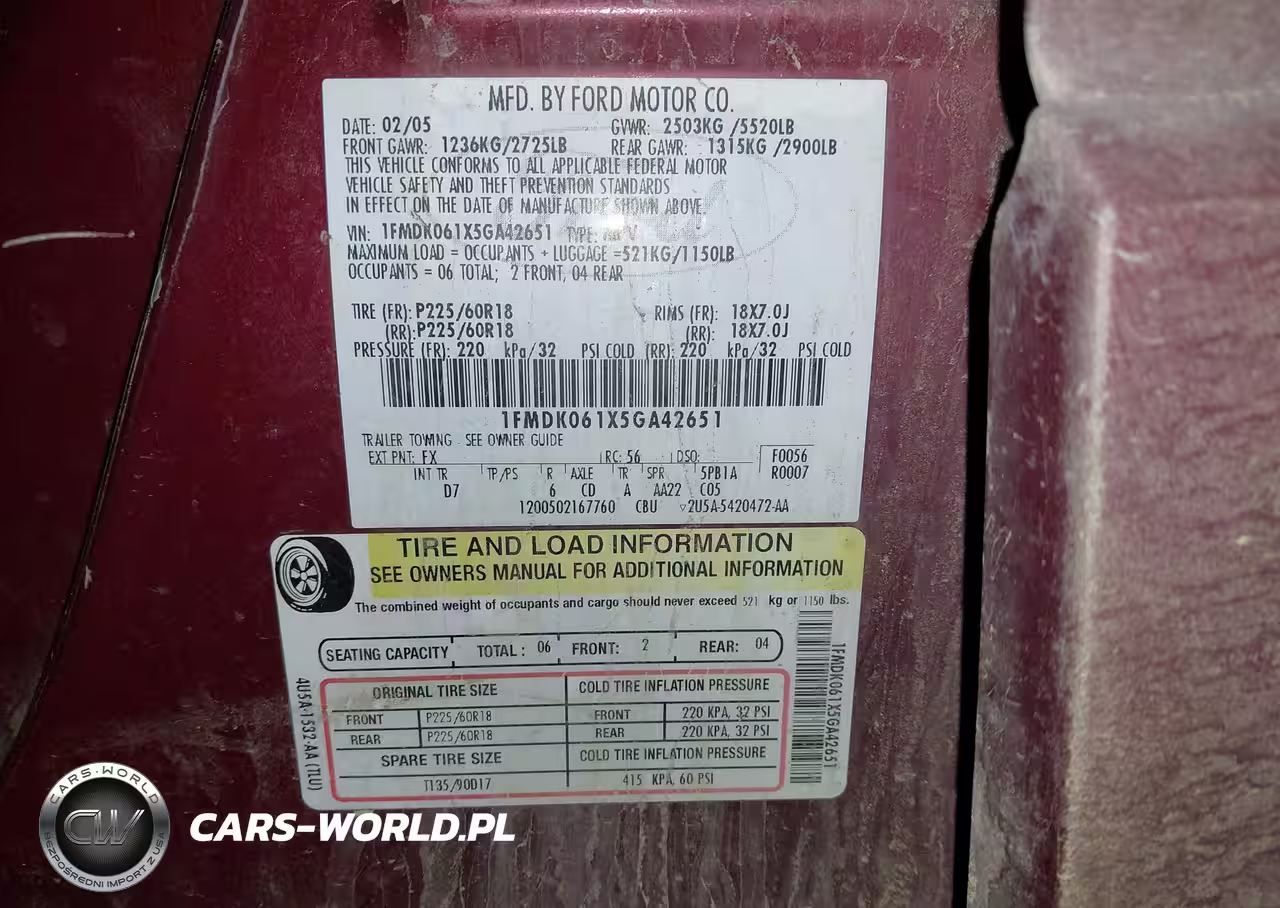 MFD. BY FORD MOTOR CO.
DATE: 02/05 GVWR: 2503KG /5520LB
FRONT GAWR: 1236KG/2725LB REAR GAWR: 1315KG /2900LB
THIS VEHICLE CONFORMS TO ALL APPLICABLE FEDERAL MOTOR
VEHICLE SAFETY AND THEFT PREVENTION STANDARDS
IN EFFECT ON THE DATE OF MANUFACTURE SHOWN ABOVE.
VIN: 1FMDK061X5GA42651 TYPE: MPV
MAXIMUM LOAD = OCCUPANTS + LUGGAGE =521KG/1150LB
OCCUPANTS = 06 TOTAL; 2 FRONT, 04 REAR
TIRE (FR): P225/60R18 RIMS (FR): 18X7.0J
(RR): P225/60R18 (RR): 18X7.0J
PRESSURE (FR): 220 kPa/32 PSI COLD (RR): 220 kPa/32 PSI COLD
1FMDK061X5GA42651
TRAILER TOWING - SEE OWNER GUIDE
EXT PNT: FX RC: 56 DSO: F0056
INT TR TP/PS R AXLE TR SPR 5PB1A R0007
D7 6 CD A AA22 C05
1200502167760 CBU ▽2U5A-5420472-AA
TIRE AND LOAD INFORMATION
SEE OWNERS MANUAL FOR ADDITIONAL INFORMATION
The combined weight of occupants and cargo should never exceed 521 kg or 1150 lbs.
SEATING CAPACITY TOTAL: 06 FRONT: 2 REAR: 04
ORIGINAL TIRE SIZE COLD TIRE INFLATION PRESSURE
FRONT P225/60R18 FRONT 220 KPA, 32 PSI
REAR P225/60R18 REAR 220 KPA, 32 PSI
SPARE TIRE SIZE COLD TIRE INFLATION PRESSURE
T135/90D17 415 KPA, 60 PSI
4U5A-1532-AA (7LU)
1FMDK061X5GA42651
CARS-WORLD
CW
BEZPOŚREDNI IMPORT Z USA
CARS-WORLD.PL